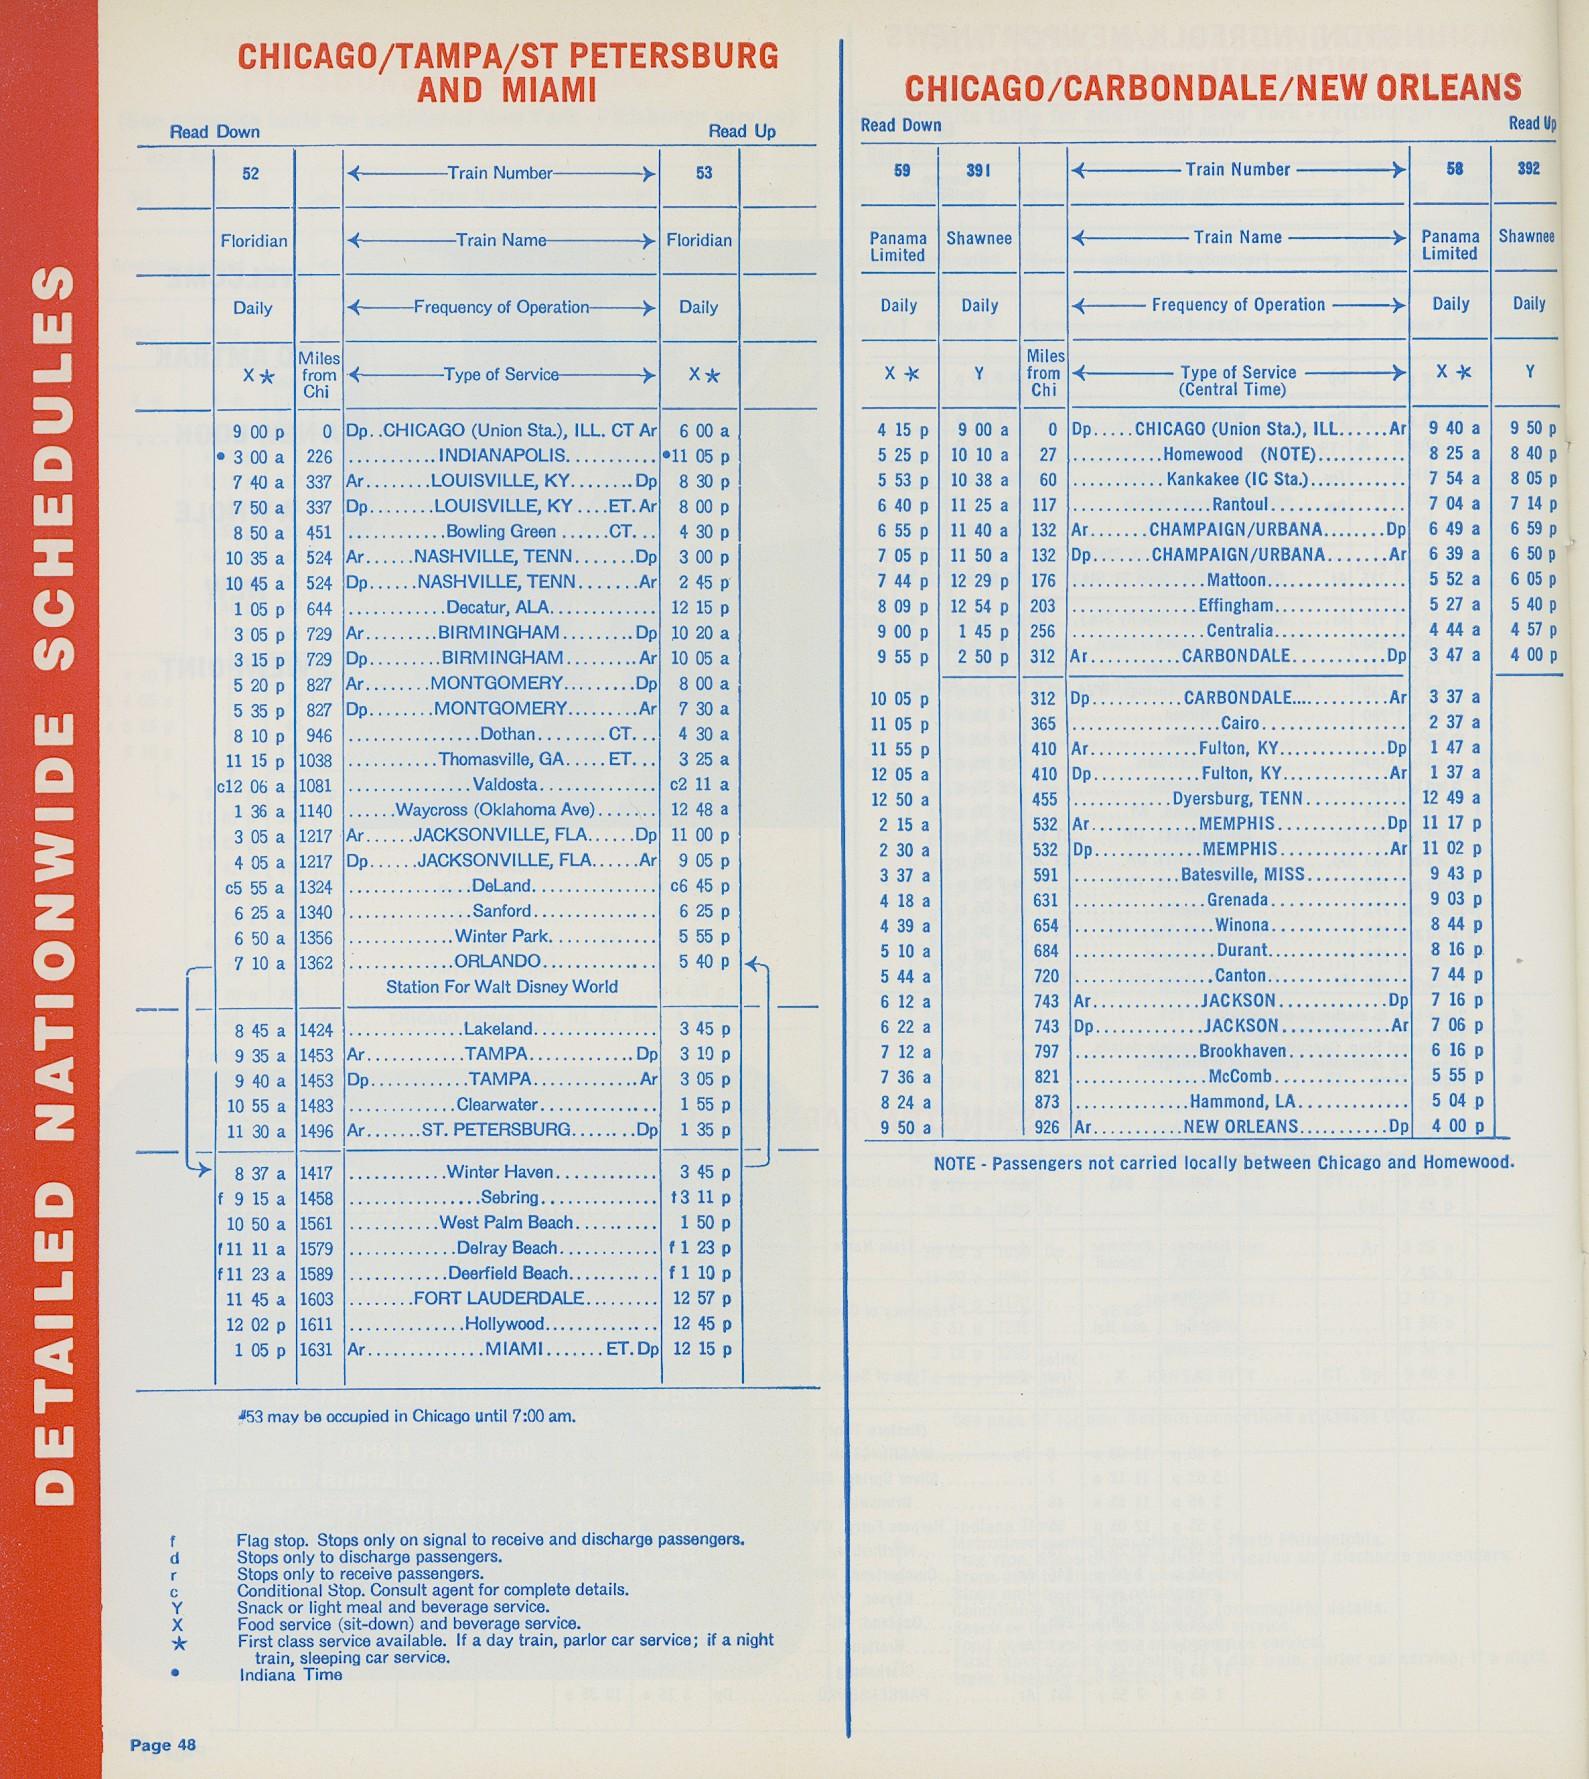 DETAILED NATIONWIDE SCHEDULES
CHICAGO/TAMPA/ST PETERSBURG
AND MIAMI
Read Down Read Up
52 Train Number 53
Floridian Train Name Floridian
Daily Frequency of Operation Daily
X★ Miles from Chi Type of Service X★
9 00 p 0 Dp..CHICAGO (Union Sta.), ILL. CT Ar 6 00 a
• 3 00 a 226 ...........INDIANAPOLIS........... •11 05 p
7 40 a 337 Ar........LOUISVILLE, KY.......Dp 8 30 p
7 50 a 337 Dp........LOUISVILLE, KY ....ET. Ar 8 00 p
8 50 a 451 ............Bowling Green ......CT... 4 30 p
10 35 a 524 Ar......NASHVILLE, TENN.......Dp 3 00 p
10 45 a 524 Dp......NASHVILLE, TENN.......Ar 2 45 p
1 05 p 644 ............Decatur, ALA............. 12 15 p
3 05 p 729 Ar.........BIRMINGHAM.........Dp 10 20 a
3 15 p 729 Dp.........BIRMINGHAM.........Ar 10 05 a
5 20 p 827 Ar........MONTGOMERY.........Dp 8 00 a
5 35 p 827 Dp........MONTGOMERY.........Ar 7 30 a
8 10 p 946 ................Dothan........CT... 4 30 a
11 15 p 1038 ...........Thomasville, GA.....ET... 3 25 a
c12 06 a 1081 ...............Valdosta.............. c2 11 a
1 36 a 1140 ......Waycross (Oklahoma Ave)....... 12 48 a
3 05 a 1217 Ar......JACKSONVILLE, FLA......Dp 11 00 p
4 05 a 1217 Dp......JACKSONVILLE, FLA......Ar 9 05 p
c5 55 a 1324 ...............DeLand............... c6 45 p
6 25 a 1340 ...............Sanford............... 6 25 p
6 50 a 1356 .............Winter Park............. 5 55 p
7 10 a 1362 .............ORLANDO.............. 5 40 p
Station For Walt Disney World
8 45 a 1424 ..............Lakeland............... 3 45 p
9 35 a 1453 Ar............TAMPA.............Dp 3 10 p
9 40 a 1453 Dp............TAMPA.............Ar 3 05 p
10 55 a 1483 .............Clearwater.............. 1 55 p
11 30 a 1496 Ar.......ST. PETERSBURG........Dp 1 35 p
8 37 a 1417 ............Winter Haven............. 3 45 p
f 9 15 a 1458 ................Sebring.............. f3 11 p
10 50 a 1561 ...........West Palm Beach.......... 1 50 p
f11 11 a 1579 .............Delray Beach............ f 1 23 p
f11 23 a 1589 ............Deerfield Beach........... f 1 10 p
11 45 a 1603 ........FORT LAUDERDALE......... 12 57 p
12 02 p 1611 ..............Hollywood.............. 12 45 p
1 05 p 1631 Ar..............MIAMI.......ET. Dp 12 15 p
#53 may be occupied in Chicago until 7:00 am.
f Flag stop. Stops only on signal to receive and discharge passengers.
d Stops only to discharge passengers.
r Stops only to receive passengers.
c Conditional Stop. Consult agent for complete details.
Y Snack or light meal and beverage service.
X Food service (sit-down) and beverage service.
★ First class service available. If a day train, parlor car service; if a night
train, sleeping car service.
• Indiana Time
Page 48
CHICAGO/CARBONDALE/NEW ORLEANS
Read Down Read Up
59 391 Train Number 58 392
Panama Limited Shawnee Train Name Panama Limited Shawnee
Daily Daily Frequency of Operation Daily Daily
X ★ Y Miles from Chi Type of Service (Central Time) X ★ Y
4 15 p 9 00 a 0 Dp.....CHICAGO (Union Sta.), ILL......Ar 9 40 a 9 50 p
5 25 p 10 10 a 27 ...........Homewood (NOTE)........... 8 25 a 8 40 p
5 53 p 10 38 a 60 ............Kankakee (IC Sta.)............ 7 54 a 8 05 p
6 40 p 11 25 a 117 .................Rantoul................. 7 04 a 7 14 p
6 55 p 11 40 a 132 Ar.......CHAMPAIGN/URBANA........Dp 6 49 a 6 59 p
7 05 p 11 50 a 132 Dp.......CHAMPAIGN/URBANA.......Ar 6 39 a 6 50 p
7 44 p 12 29 p 176 .................Mattoon................. 5 52 a 6 05 p
8 09 p 12 54 p 203 ................Effingham................ 5 27 a 5 40 p
9 00 p 1 45 p 256 .................Centralia................ 4 44 a 4 57 p
9 55 p 2 50 p 312 Ar...........CARBONDALE...........Dp 3 47 a 4 00 p
10 05 p 312 Dp...........CARBONDALE...........Ar 3 37 a
11 05 p 365 ..................Cairo.................. 2 37 a
11 55 p 410 Ar.............Fulton, KY............Dp 1 47 a
12 05 a 410 Dp.............Fulton, KY.............Ar 1 37 a
12 50 a 455 ............Dyersburg, TENN............ 12 49 a
2 15 a 532 Ar.............MEMPHIS.............Dp 11 17 p
2 30 a 532 Dp.............MEMPHIS.............Ar 11 02 p
3 37 a 591 .............Batesville, MISS............ 9 43 p
4 18 a 631 ................Grenada................ 9 03 p
4 39 a 654 .................Winona................. 8 44 p
5 10 a 684 .................Durant................. 8 16 p
5 44 a 720 .................Canton................. 7 44 p
6 12 a 743 Ar.............JACKSON.............Dp 7 16 p
6 22 a 743 Dp.............JACKSON.............Ar 7 06 p
7 12 a 797 ...............Brookhaven.............. 6 16 p
7 36 a 821 ................McComb................. 5 55 p
8 24 a 873 ..............Hammond, LA............. 5 04 p
9 50 a 926 Ar...........NEW ORLEANS...........Dp 4 00 p
NOTE - Passengers not carried locally between Chicago and Homewood.